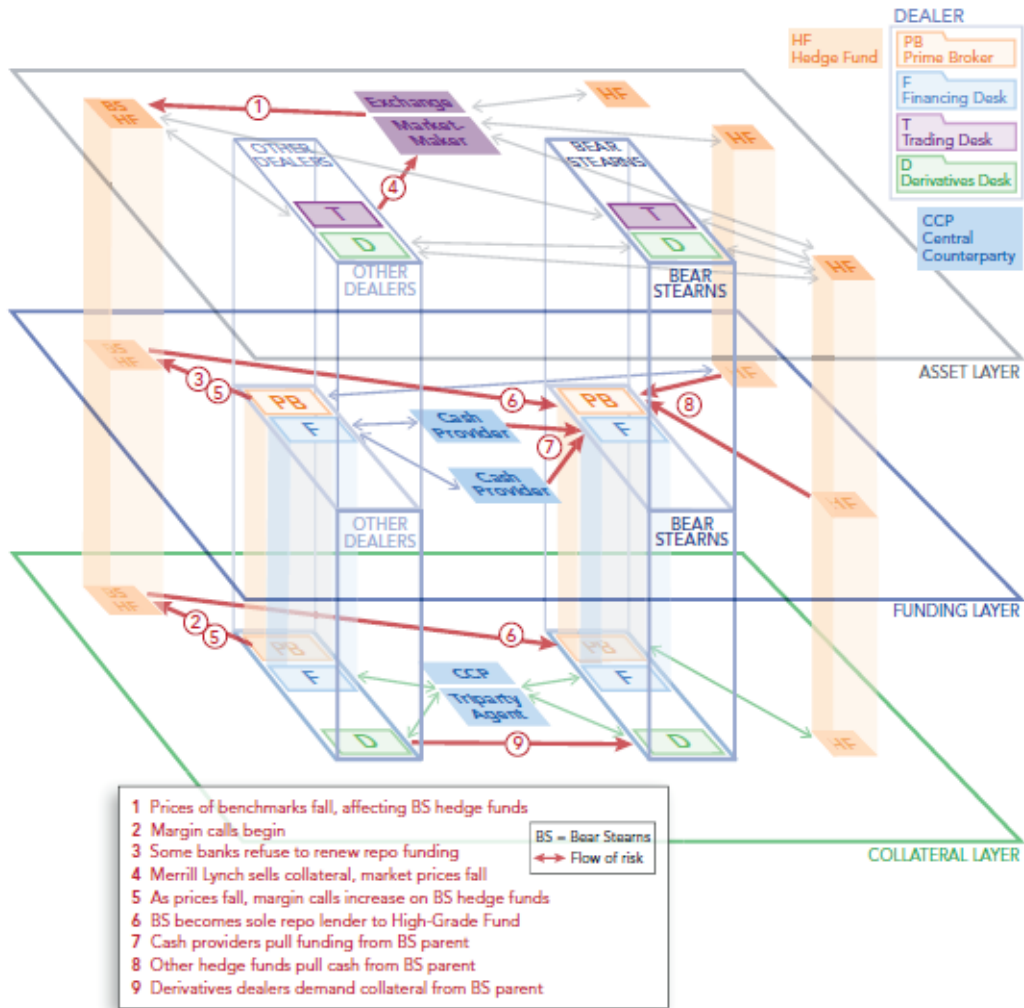 DEALER
HF
Hedge Fund
PB
Prime Broker
F
Financing Desk
T
Trading Desk
D
Derivatives Desk
CCP
Central
Counterparty
BS
HF
1
Exchange
Market-
Maker
HF
HF
OTHER
DEALERS
BEAR
STEARNS
4
T
D
T
D
HF
OTHER
DEALERS
BEAR
STEARNS
ASSET LAYER
BS
HF
3
5
PB
F
6
Cash
Provider
Cash
Provider
7
PB
F
HF
8
HF
OTHER
DEALERS
BEAR
STEARNS
FUNDING LAYER
BS
HF
2
5
PB
F
6
CCP
Triparty
Agent
PB
F
D
9
D
HF
COLLATERAL LAYER
1 Prices of benchmarks fall, affecting BS hedge funds
2 Margin calls begin
3 Some banks refuse to renew repo funding
4 Merrill Lynch sells collateral, market prices fall
5 As prices fall, margin calls increase on BS hedge funds
6 BS becomes sole repo lender to High-Grade Fund
7 Cash providers pull funding from BS parent
8 Other hedge funds pull cash from BS parent
9 Derivatives dealers demand collateral from BS parent
BS = Bear Stearns
Flow of risk